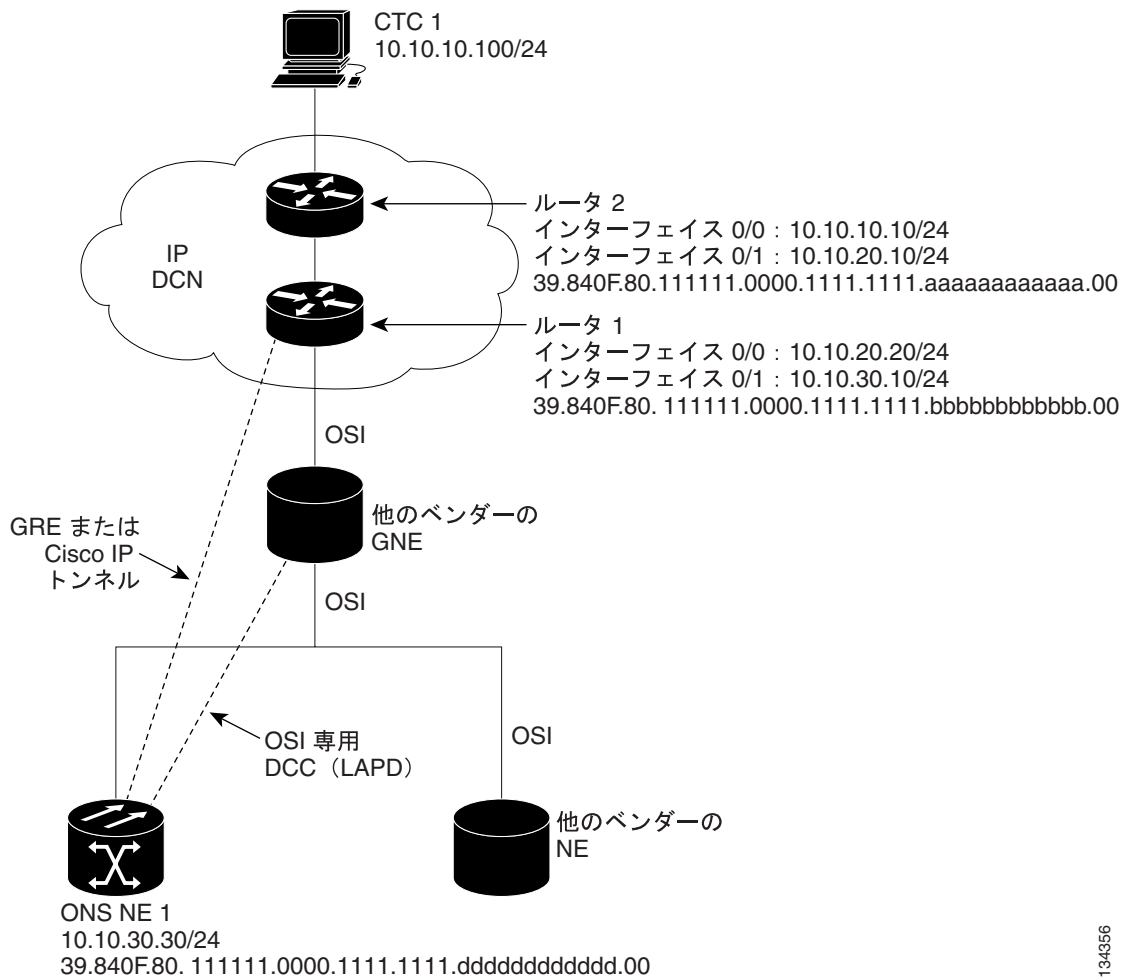 CTC 1
10.10.10.100/24
IP
DCN
ルータ 2
インターフェイス 0/0：10.10.10.10/24
インターフェイス 0/1：10.10.20.10/24
39.840F.80.111111.0000.1111.1111.aaaaaaaaaaaa.00
ルータ 1
インターフェイス 0/0：10.10.20.20/24
インターフェイス 0/1：10.10.30.10/24
39.840F.80. 111111.0000.1111.1111.bbbbbbbbbbbb.00
OSI
他のベンダーの
GNE
GRE または
Cisco IP
トンネル
OSI
OSI 専用
DCC（LAPD）
OSI
他のベンダーの
NE
ONS NE 1
10.10.30.30/24
39.840F.80. 111111.0000.1111.1111.dddddddddddd.00
134356